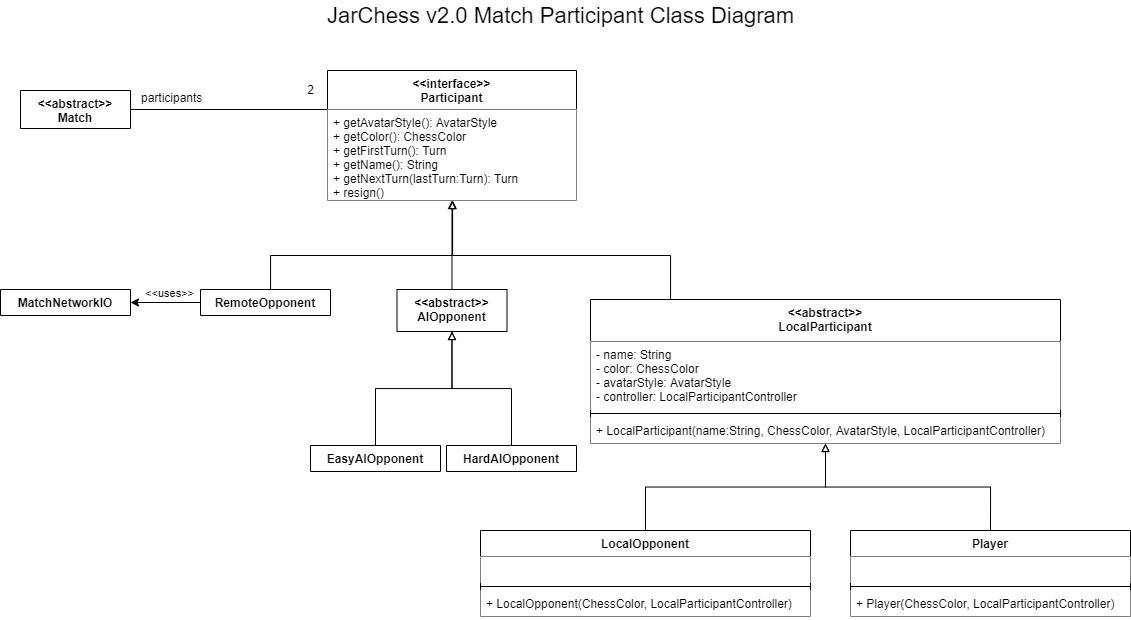 JarChess v2.0 Match Participant Class Diagram
<<abstract>>
Match
participants
2
<<interface>>
Participant
+ getAvatarStyle(): AvatarStyle
+ getColor(): ChessColor
+ getFirstTurn(): Turn
+ getName(): String
+ getNextTurn(lastTurn:Turn): Turn
+ resign()
MatchNetworkIO
<<uses>>
RemoteOpponent
<<abstract>>
AIOpponent
<<abstract>>
LocalParticipant
- name: String
- color: ChessColor
- avatarStyle: AvatarStyle
- controller: LocalParticipantController
+ LocalParticipant(name:String, ChessColor, AvatarStyle, LocalParticipantController)
EasyAIOpponent
HardAIOpponent
LocalOpponent
+ LocalOpponent(ChessColor, LocalParticipantController)
Player
+ Player(ChessColor, LocalParticipantController)